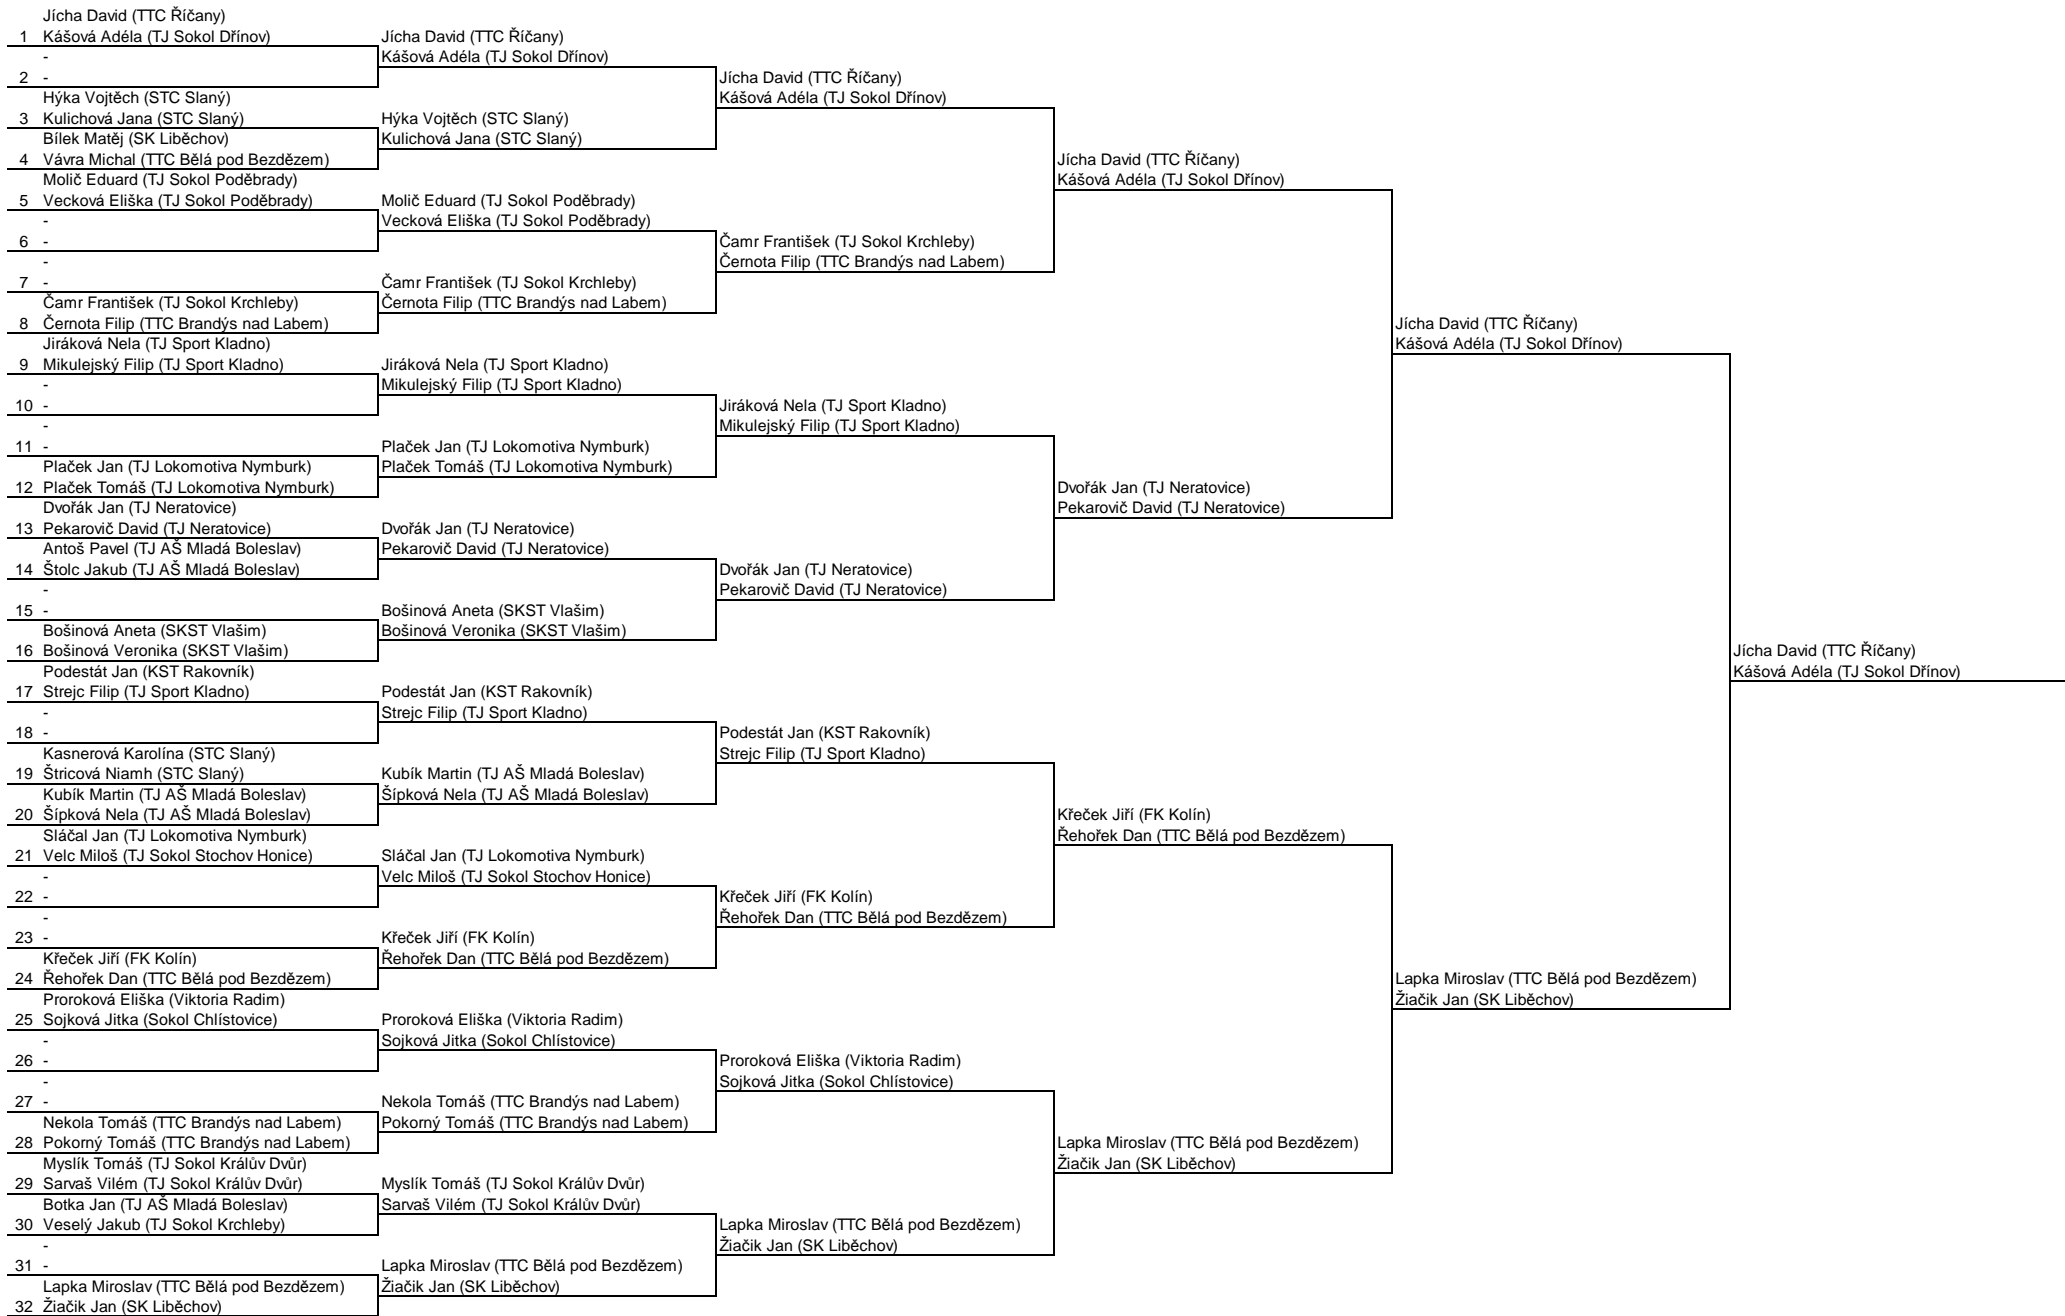 Jícha David (TTC Říčany)
1 Kášová Adéla (TJ Sokol Dřínov)
-
2 -
Hýka Vojtěch (STC Slaný)
3 Kulichová Jana (STC Slaný)
Bílek Matěj (SK Liběchov)
4 Vávra Michal (TTC Bělá pod Bezdězem)
Molič Eduard (TJ Sokol Poděbrady)
5 Vecková Eliška (TJ Sokol Poděbrady)
-
6 -
-
7 -
Čamr František (TJ Sokol Krchleby)
8 Černota Filip (TTC Brandýs nad Labem)
Jiráková Nela (TJ Sport Kladno)
9 Mikulejský Filip (TJ Sport Kladno)
-
10 -
-
11 -
Plaček Jan (TJ Lokomotiva Nymburk)
12 Plaček Tomáš (TJ Lokomotiva Nymburk)
Dvořák Jan (TJ Neratovice)
13 Pekarovič David (TJ Neratovice)
Antoš Pavel (TJ AŠ Mladá Boleslav)
14 Štolc Jakub (TJ AŠ Mladá Boleslav)
-
15 -
Bošinová Aneta (SKST Vlašim)
16 Bošinová Veronika (SKST Vlašim)
Podestát Jan (KST Rakovník)
17 Strejc Filip (TJ Sport Kladno)
-
18 -
Kasnerová Karolína (STC Slaný)
19 Štricová Niamh (STC Slaný)
Kubík Martin (TJ AŠ Mladá Boleslav)
20 Šípková Nela (TJ AŠ Mladá Boleslav)
Sláčal Jan (TJ Lokomotiva Nymburk)
21 Velc Miloš (TJ Sokol Stochov Honice)
-
22 -
-
23 -
Křeček Jiří (FK Kolín)
24 Řehořek Dan (TTC Bělá pod Bezdězem)
Proroková Eliška (Viktoria Radim)
25 Sojková Jitka (Sokol Chlístovice)
-
26 -
-
27 -
Nekola Tomáš (TTC Brandýs nad Labem)
28 Pokorný Tomáš (TTC Brandýs nad Labem)
Myslík Tomáš (TJ Sokol Králův Dvůr)
29 Sarvaš Vilém (TJ Sokol Králův Dvůr)
Botka Jan (TJ AŠ Mladá Boleslav)
30 Veselý Jakub (TJ Sokol Krchleby)
-
31 -
Lapka Miroslav (TTC Bělá pod Bezdězem)
32 Žiačik Jan (SK Liběchov)
Jícha David (TTC Říčany)
Kášová Adéla (TJ Sokol Dřínov)
Hýka Vojtěch (STC Slaný)
Kulichová Jana (STC Slaný)
Molič Eduard (TJ Sokol Poděbrady)
Vecková Eliška (TJ Sokol Poděbrady)
Čamr František (TJ Sokol Krchleby)
Černota Filip (TTC Brandýs nad Labem)
Jiráková Nela (TJ Sport Kladno)
Mikulejský Filip (TJ Sport Kladno)
Plaček Jan (TJ Lokomotiva Nymburk)
Plaček Tomáš (TJ Lokomotiva Nymburk)
Dvořák Jan (TJ Neratovice)
Pekarovič David (TJ Neratovice)
Bošinová Aneta (SKST Vlašim)
Bošinová Veronika (SKST Vlašim)
Podestát Jan (KST Rakovník)
Strejc Filip (TJ Sport Kladno)
Kubík Martin (TJ AŠ Mladá Boleslav)
Šípková Nela (TJ AŠ Mladá Boleslav)
Sláčal Jan (TJ Lokomotiva Nymburk)
Velc Miloš (TJ Sokol Stochov Honice)
Křeček Jiří (FK Kolín)
Řehořek Dan (TTC Bělá pod Bezdězem)
Proroková Eliška (Viktoria Radim)
Sojková Jitka (Sokol Chlístovice)
Nekola Tomáš (TTC Brandýs nad Labem)
Pokorný Tomáš (TTC Brandýs nad Labem)
Myslík Tomáš (TJ Sokol Králův Dvůr)
Sarvaš Vilém (TJ Sokol Králův Dvůr)
Lapka Miroslav (TTC Bělá pod Bezdězem)
Žiačik Jan (SK Liběchov)
Jícha David (TTC Říčany)
Kášová Adéla (TJ Sokol Dřínov)
Čamr František (TJ Sokol Krchleby)
Černota Filip (TTC Brandýs nad Labem)
Jiráková Nela (TJ Sport Kladno)
Mikulejský Filip (TJ Sport Kladno)
Dvořák Jan (TJ Neratovice)
Pekarovič David (TJ Neratovice)
Podestát Jan (KST Rakovník)
Strejc Filip (TJ Sport Kladno)
Křeček Jiří (FK Kolín)
Řehořek Dan (TTC Bělá pod Bezdězem)
Proroková Eliška (Viktoria Radim)
Sojková Jitka (Sokol Chlístovice)
Lapka Miroslav (TTC Bělá pod Bezdězem)
Žiačik Jan (SK Liběchov)
Jícha David (TTC Říčany)
Kášová Adéla (TJ Sokol Dřínov)
Dvořák Jan (TJ Neratovice)
Pekarovič David (TJ Neratovice)
Křeček Jiří (FK Kolín)
Řehořek Dan (TTC Bělá pod Bezdězem)
Lapka Miroslav (TTC Bělá pod Bezdězem)
Žiačik Jan (SK Liběchov)
Jícha David (TTC Říčany)
Kášová Adéla (TJ Sokol Dřínov)
Lapka Miroslav (TTC Bělá pod Bezdězem)
Žiačik Jan (SK Liběchov)
Jícha David (TTC Říčany)
Kášová Adéla (TJ Sokol Dřínov)